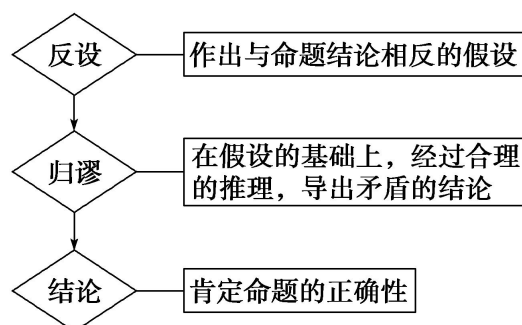 反设
作出与命题结论相反的假设
归谬
在假设的基础上，经过合理
的推理，导出矛盾的结论
结论
肯定命题的正确性